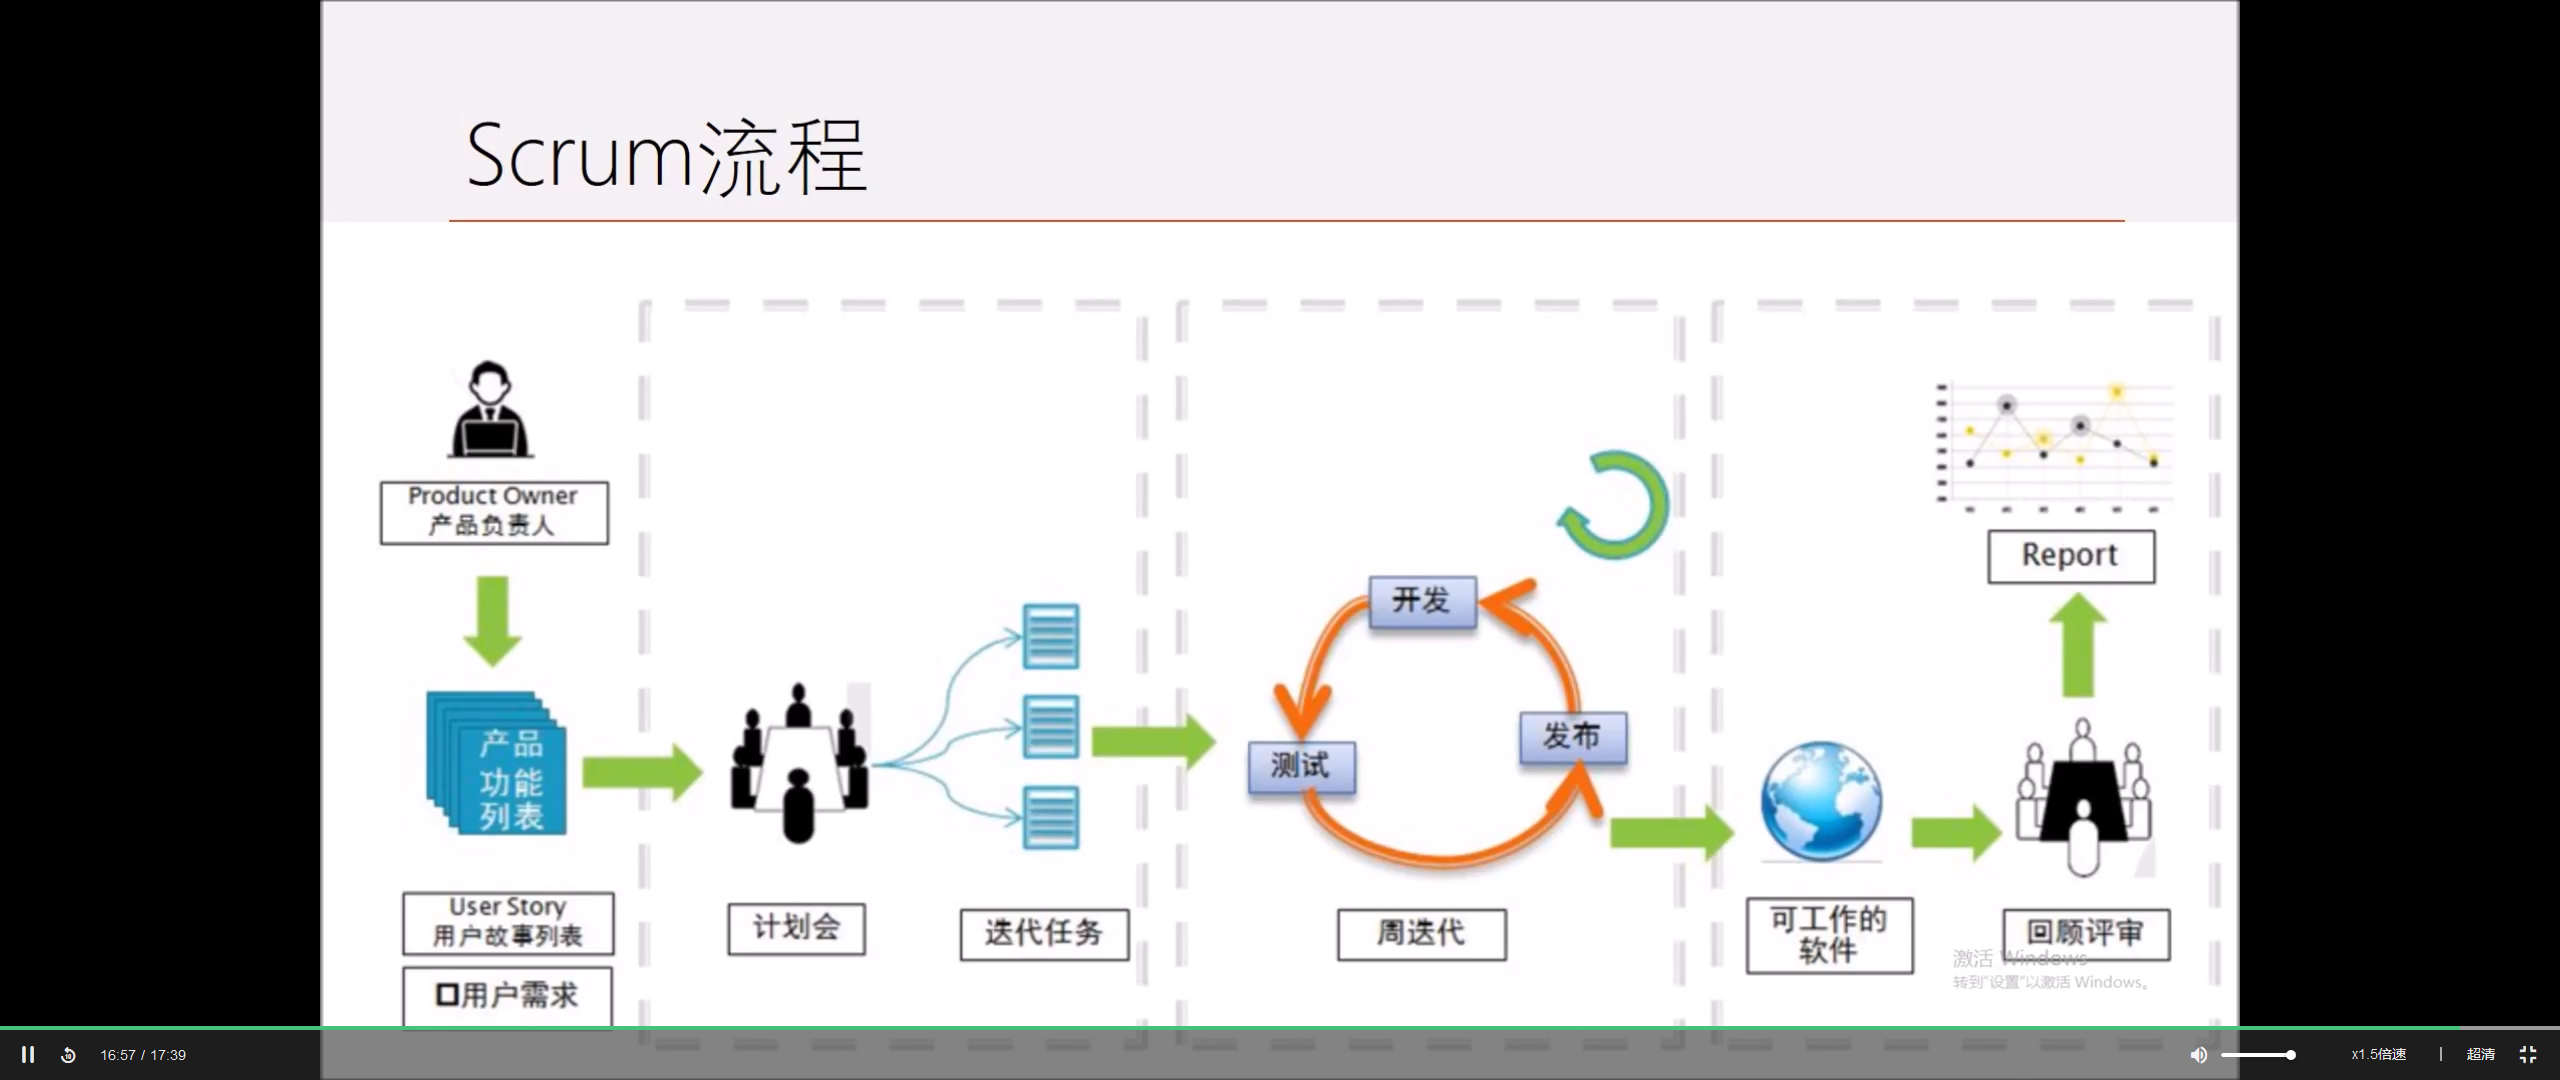 Scrum流程
Product Owner
产品负责人
产品
功能
列表
User Story
用户故事列表
用户需求
计划会
迭代任务
开发
测试
发布
周迭代
可工作的
软件
Report
回顾评审
激活 Windows
转到"设置"以激活 Windows。
16:57 / 17:39
x1.5倍速
超清